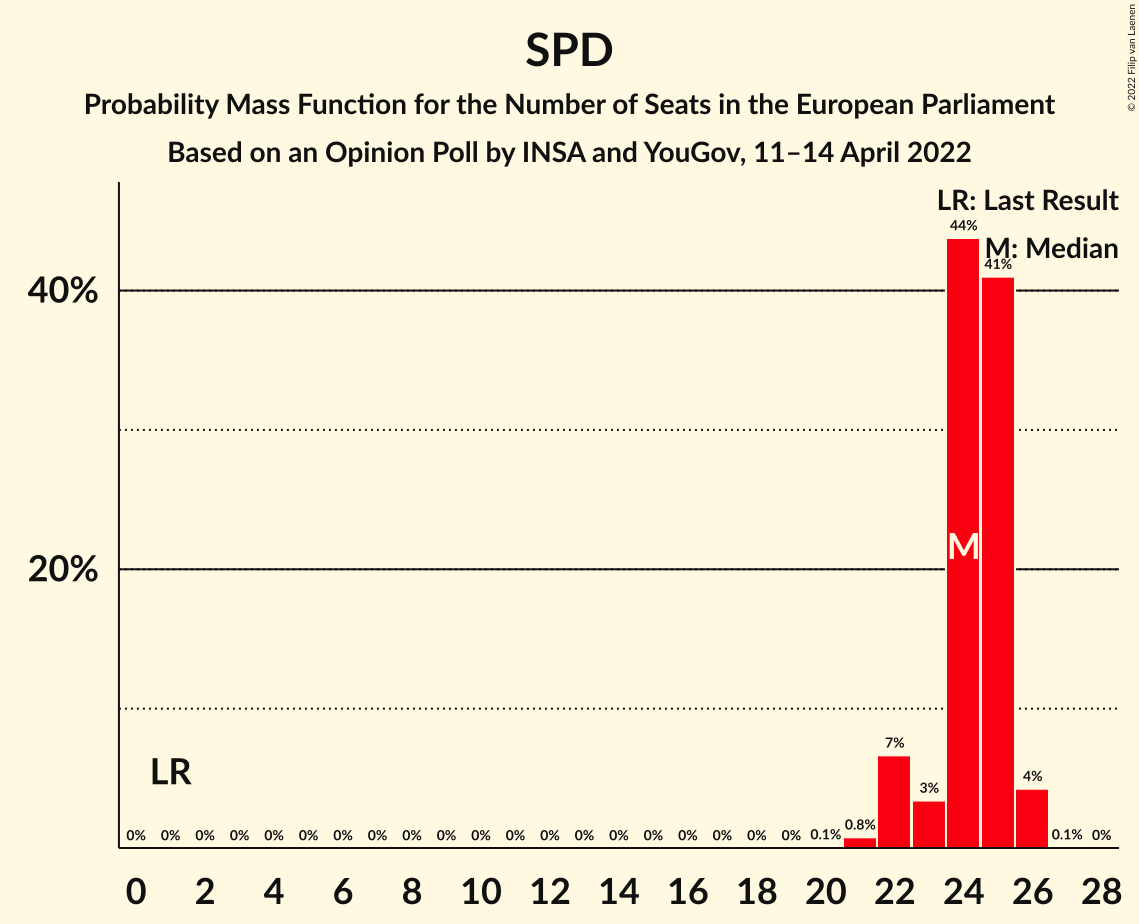 SPD
Probability Mass Function for the Number of Seats in the European Parliament
Based on an Opinion Poll by INSA and YouGov, 11–14 April 2022
© 2022 Filip van Laenen
LR: Last Result
M: Median
44%
41%
40%
20%
M
LR
7%
3%
4%
0% 0% 0% 0% 0% 0% 0% 0% 0% 0% 0% 0% 0% 0% 0% 0% 0% 0% 0% 0% 0.1% 0.8% 0.1% 0%
0 2 4 6 8 10 12 14 16 18 20 22 24 26 28